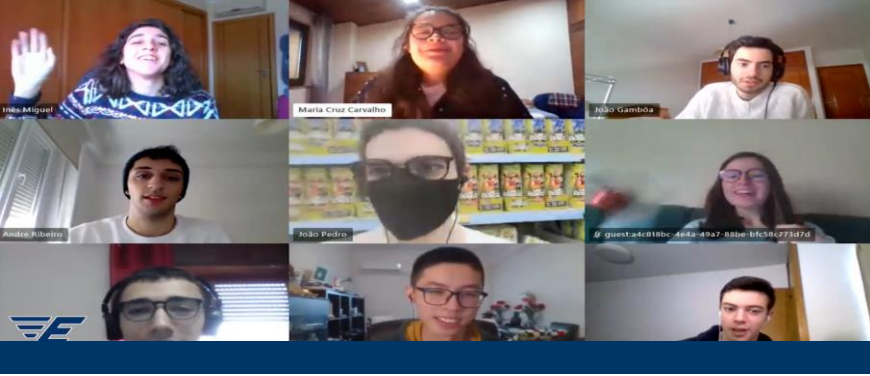 Inês Miguel
Maria Cruz Carvalho
João Gambôa
André Ribeiro
João Pedro
guest:a4c818bc-4e4a-49a7-88be-bfc58c773d7d